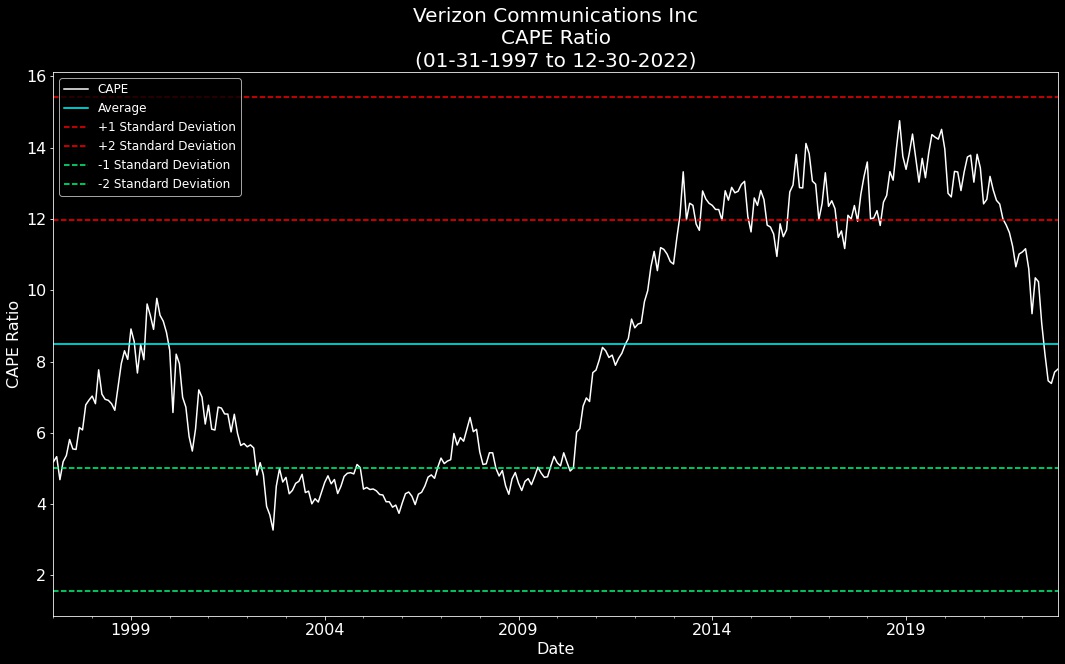 Verizon Communications Inc
CAPE Ratio
(01-31-1997 to 12-30-2022)
CAPE
Average
+1 Standard Deviation
+2 Standard Deviation
-1 Standard Deviation
-2 Standard Deviation
CAPE Ratio
16
14
12
10
8
6
4
2
1999 2004 2009 2014 2019
Date